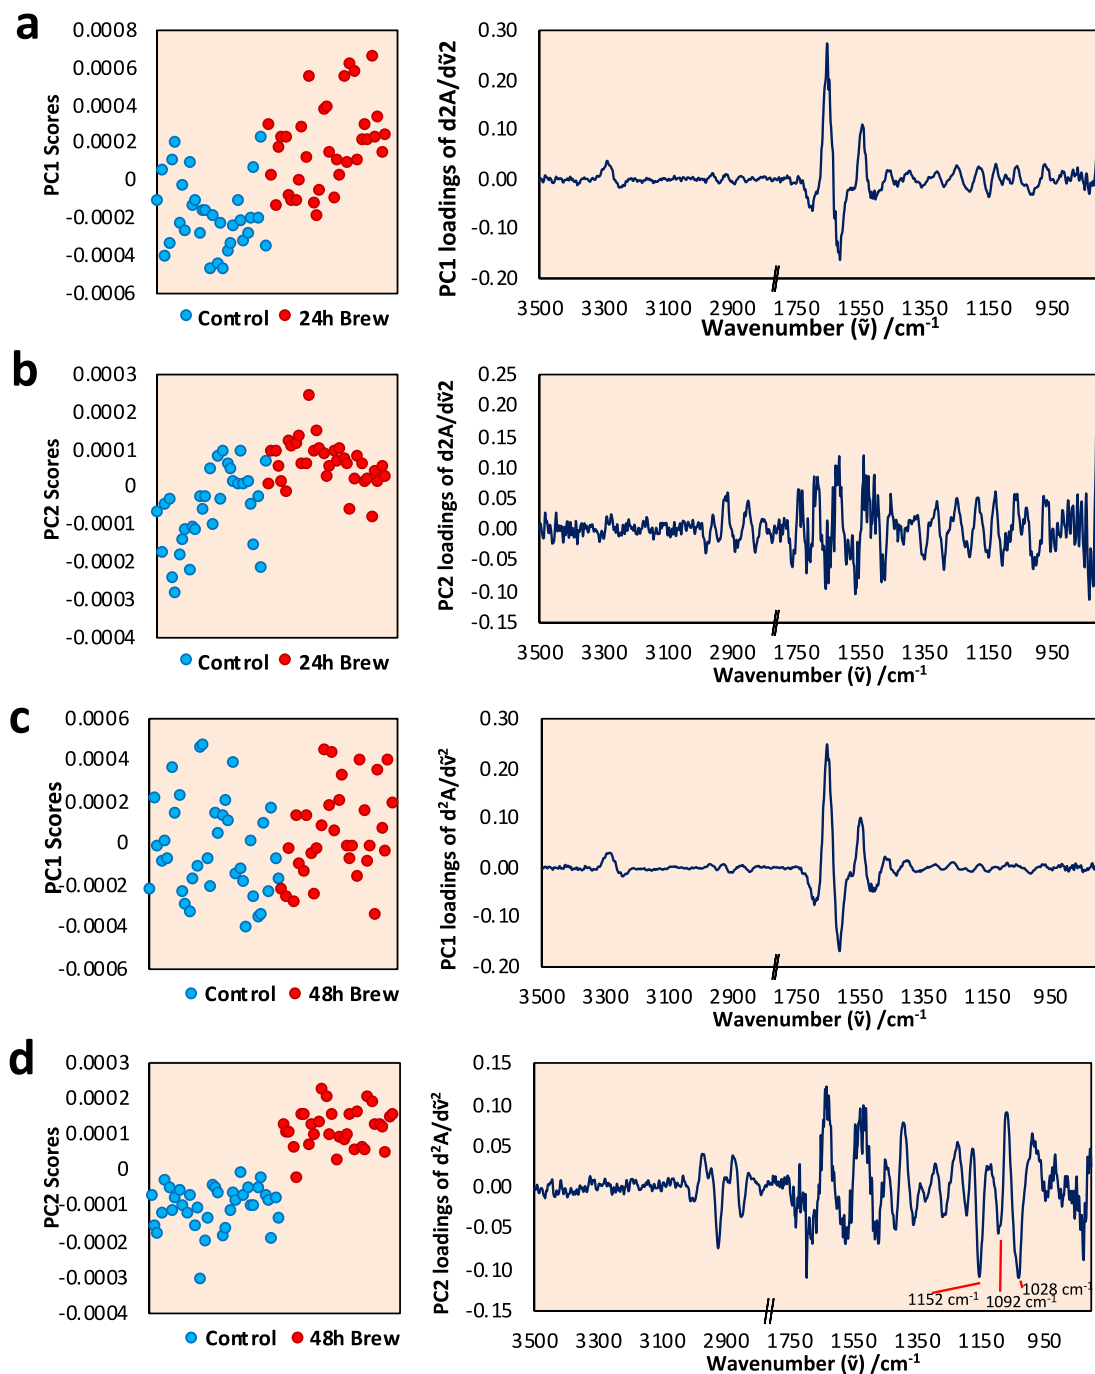 a
PC1 Scores
0.0008
0.0006
0.0004
0.0002
0
-0.0002
-0.0004
-0.0006
Control 24h Brew
PC1 loadings of d2A/dṽ2
0.30
0.20
0.10
0.00
-0.10
-0.20
3500 3300 3100 2900 1750 1550 1350 1150 950
Wavenumber (ṽ) /cm⁻¹
b
PC2 Scores
0.0003
0.0002
0.0001
0
-0.0001
-0.0002
-0.0003
-0.0004
Control 24h Brew
PC2 loadings of d2A/dṽ2
0.25
0.20
0.15
0.10
0.05
0.00
-0.05
-0.10
-0.15
3500 3300 3100 2900 1750 1550 1350 1150 950
Wavenumber (ṽ) /cm⁻¹
c
PC1 Scores
0.0006
0.0004
0.0002
0
-0.0002
-0.0004
-0.0006
Control 48h Brew
PC1 loadings of d²A/dṽ²
0.30
0.20
0.10
0.00
-0.10
-0.20
3500 3300 3100 2900 1750 1550 1350 1150 950
Wavenumber (ṽ) /cm⁻¹
d
PC2 Scores
0.0003
0.0002
0.0001
0
-0.0001
-0.0002
-0.0003
-0.0004
Control 48h Brew
PC2 loadings of d²A/dṽ²
0.15
0.10
0.05
0.00
-0.05
-0.10
-0.15
1152 cm⁻¹
1092 cm⁻¹
1028 cm⁻¹
3500 3300 3100 2900 1750 1550 1350 1150 950
Wavenumber (ṽ) /cm⁻¹